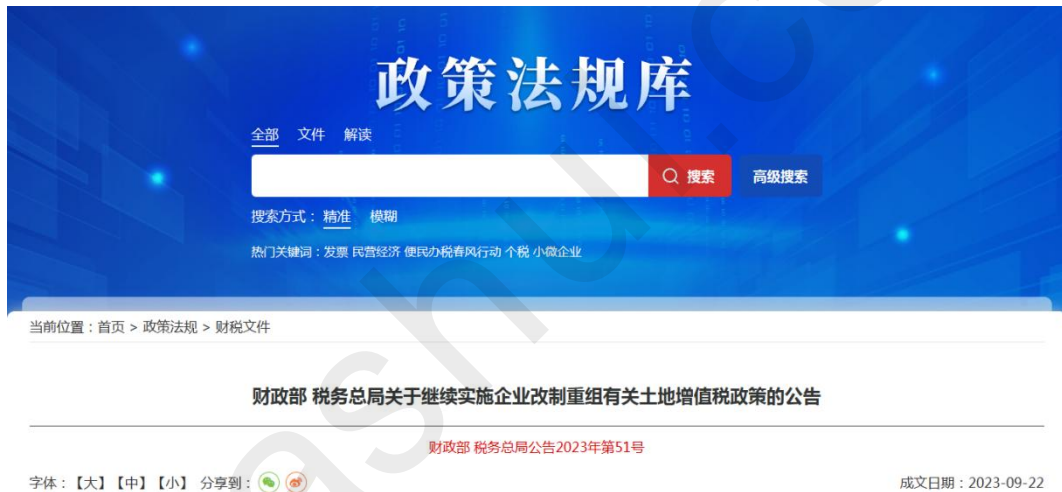 政策法规库
全部 文件 解读
搜索 高级搜索
搜索方式：精准 模糊
热门关键词：发票 民营经济 便民办税春风行动 个税 小微企业
当前位置：首页 > 政策法规 > 财税文件
财政部 税务总局关于继续实施企业改制重组有关土地增值税政策的公告
财政部 税务总局公告2023年第51号
字体：【大】【中】【小】 分享到： 成文日期：2023-09-22